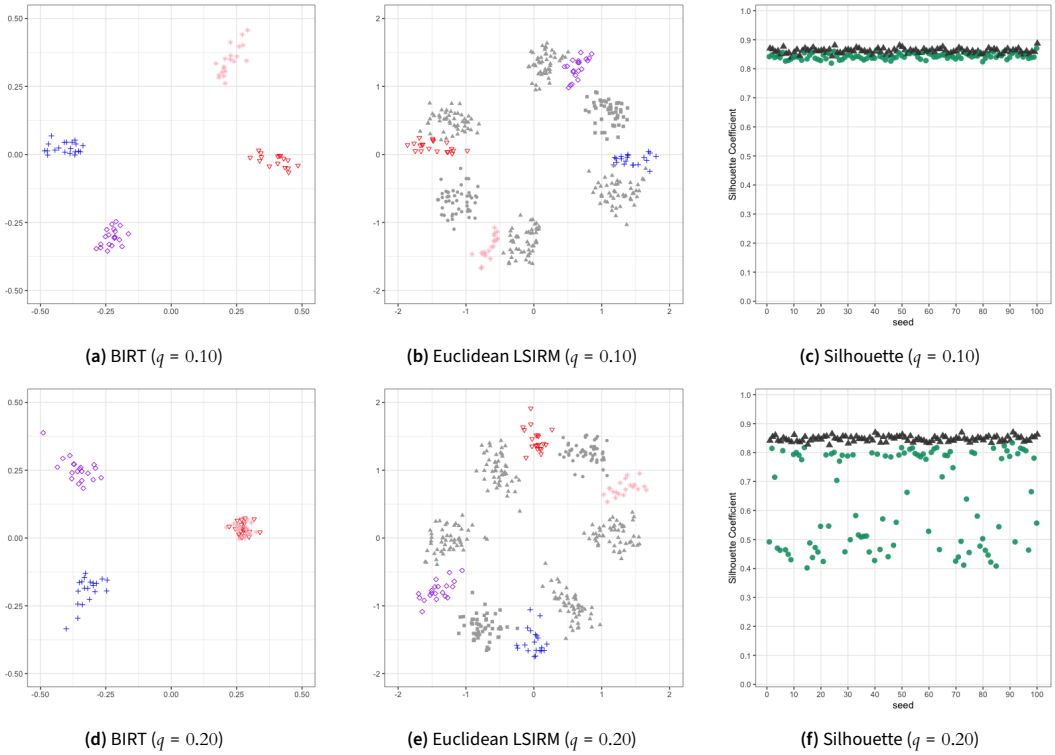 0.50
0.25
0.00
-0.25
-0.50
-0.50 -0.25 0.00 0.25 0.50
2
1
0
-1
-2
-2 -1 0 1 2
Silhouette Coefficient
1.0
0.9
0.8
0.7
0.6
0.5
0.4
0.3
0.2
0.1
0.0
0 10 20 30 40 50 60 70 80 90 100
seed
(a) BIRT (q = 0.10)
(b) Euclidean LSIRM (q = 0.10)
(c) Silhouette (q = 0.10)
0.50
0.25
0.00
-0.25
-0.50
-0.50 -0.25 0.00 0.25 0.50
2
1
0
-1
-2
-2 -1 0 1 2
Silhouette Coefficient
1.0
0.9
0.8
0.7
0.6
0.5
0.4
0.3
0.2
0.1
0.0
0 10 20 30 40 50 60 70 80 90 100
seed
(d) BIRT (q = 0.20)
(e) Euclidean LSIRM (q = 0.20)
(f) Silhouette (q = 0.20)